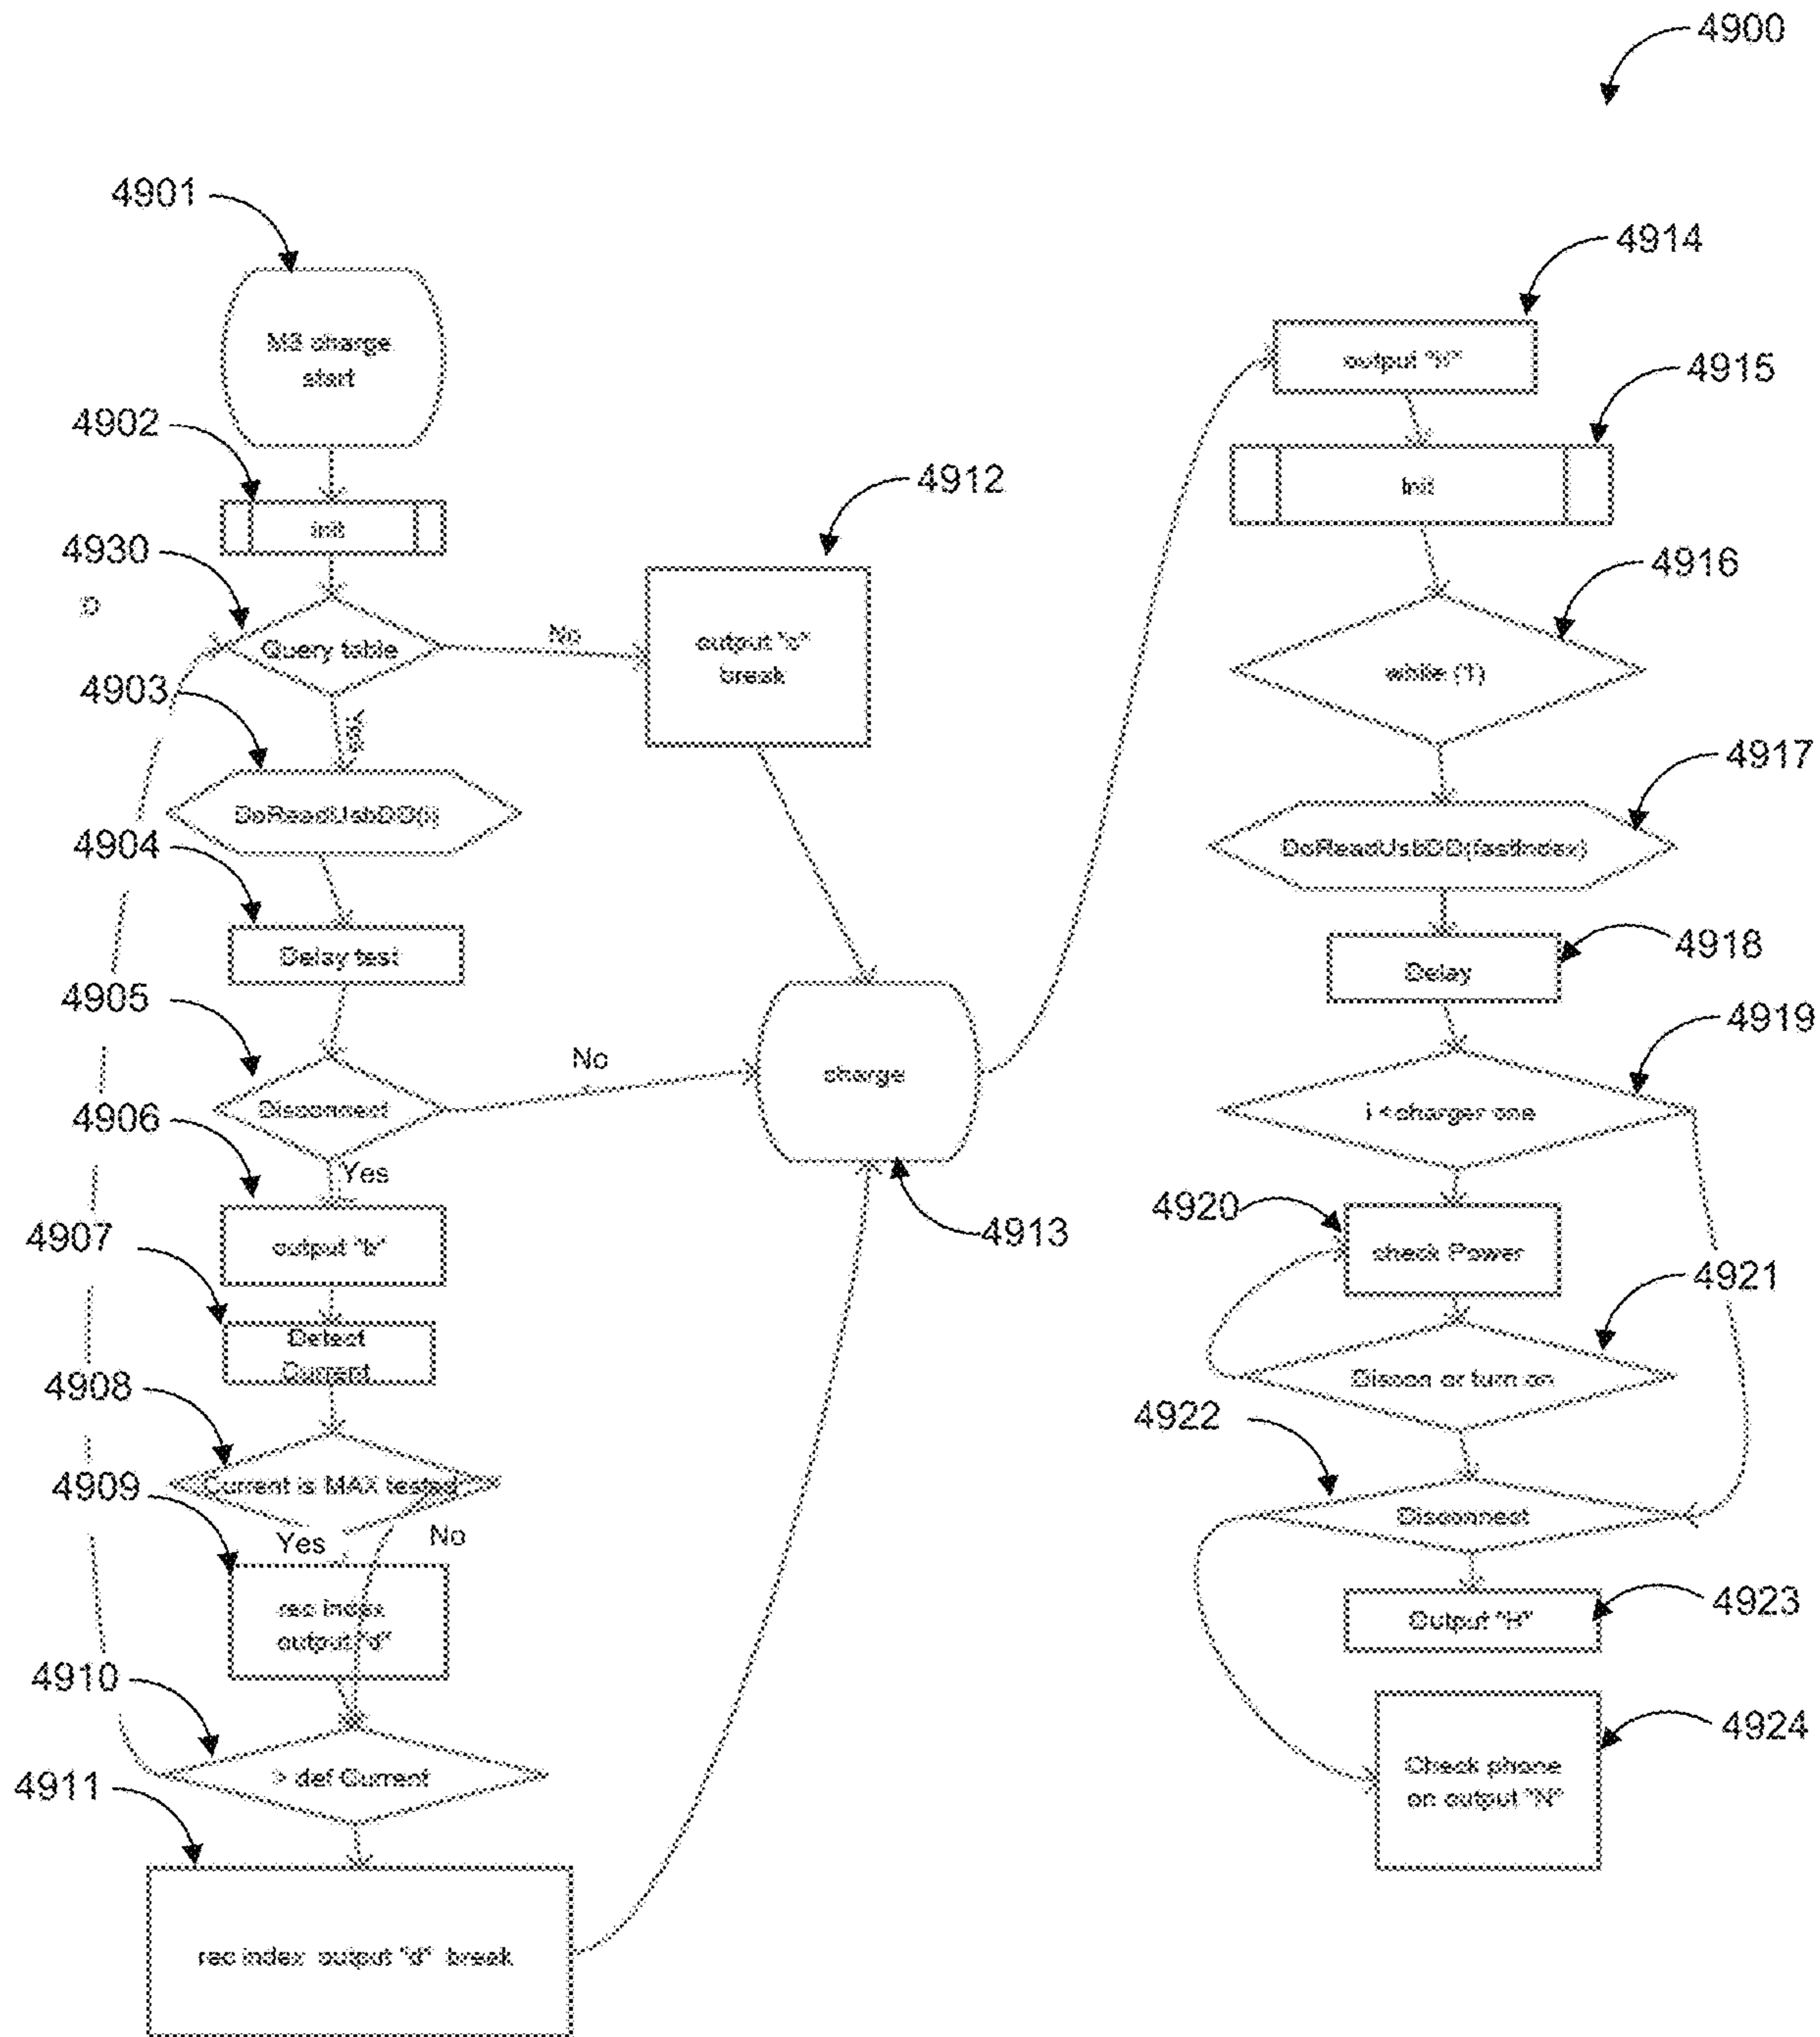 4900
4901
M3 charge
start
4902
init
4930
D
Query table
No
4912
output "c"
break
4903
Yes
DoReadUsbDD(i)
4904
Delay test
4905
Disconnect
No
charge
4913
4906
Yes
output "b"
4907
Detect
Current
4908
Current is MAX tested
4909
Yes
No
rec index
output "d"
4910
> def Current
4911
rec index output "d" break
4914
output
4915
Init
4916
while (1)
4917
DoReadUsbDD(fastIndex)
4918
Delay
4919
i <charger one
4920
check Power
4921
Discon or turn on
4922
Disconnect
4923
Output
4924
Check phone
on output "N"